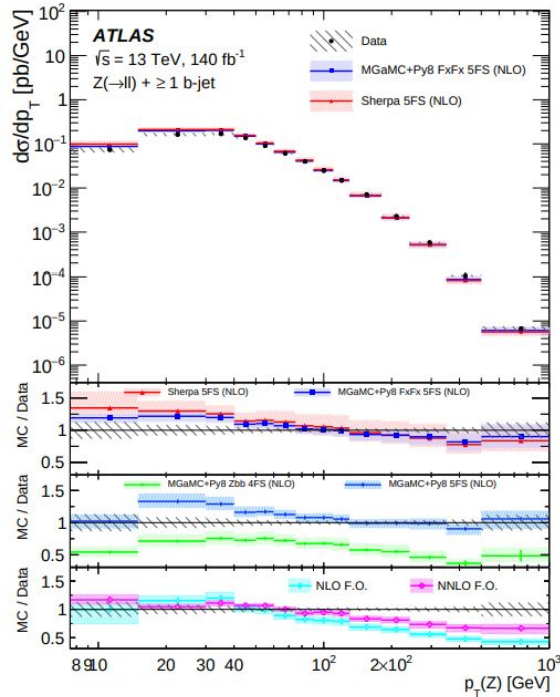 ATLAS
√s = 13 TeV, 140 fb⁻¹
Z(→ll) + ≥ 1 b-jet
Data
MGaMC+Py8 FxFx 5FS (NLO)
Sherpa 5FS (NLO)
dσ/dp_T [pb/GeV]
10²
10
1
10⁻¹
10⁻²
10⁻³
10⁻⁴
10⁻⁵
10⁻⁶
MC / Data
Sherpa 5FS (NLO) MGaMC+Py8 FxFx 5FS (NLO)
1.5
1
0.5
MC / Data
MGaMC+Py8 Zbb 4FS (NLO) MGaMC+Py8 5FS (NLO)
1.5
1
0.5
MC / Data
NLO F.O. NNLO F.O.
1.5
1
0.5
8 9 10 20 30 40 10² 2×10² 10³
p_T(Z) [GeV]